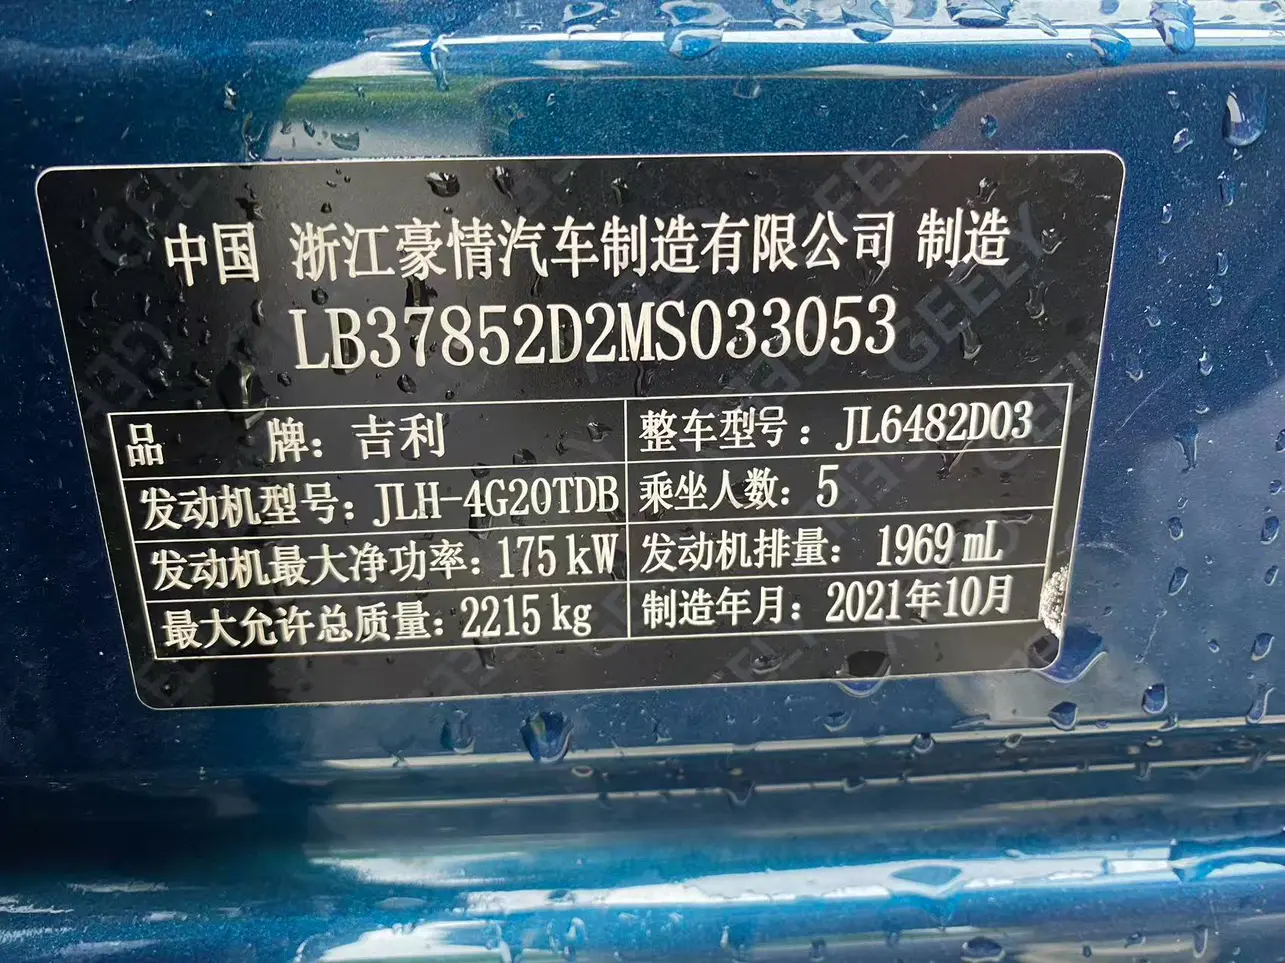 中国 浙江豪情汽车制造有限公司 制造
LB37852D2MS033053
品 牌: 吉利 整车型号: JL6482D03
发动机型号: JLH-4G20TDB 乘坐人数: 5
发动机最大净功率: 175 kW 发动机排量: 1969 mL
最大允许总质量: 2215 kg 制造年月: 2021年10月
GEELY
GEELY
GEELY